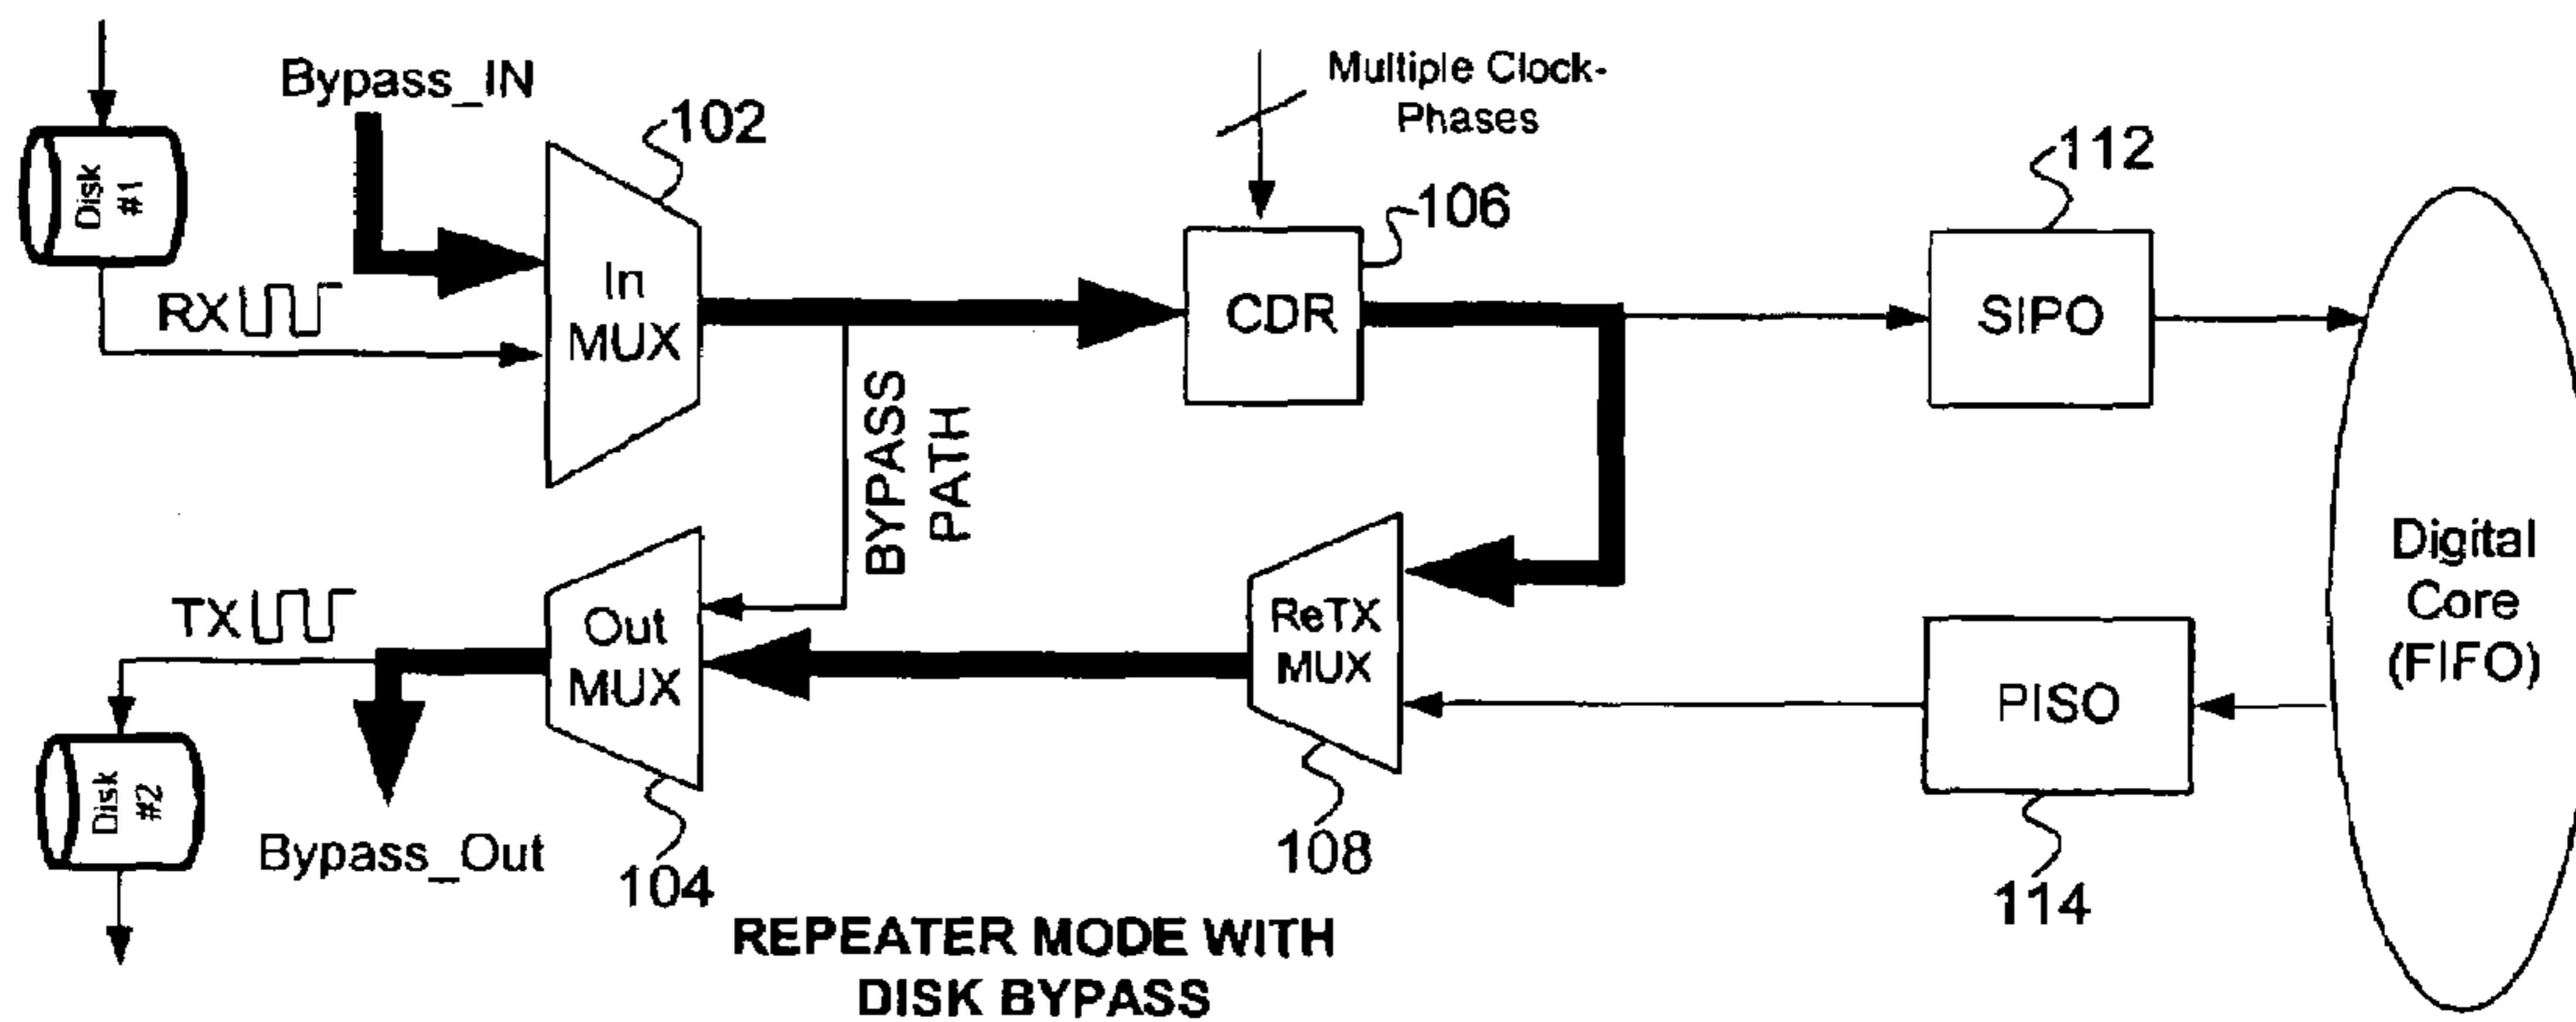 Bypass_IN
102
Multiple Clock-
Phases
106
112
Disk
#1
RX
In
MUX
CDR
SIPO
BYPASS
PATH
Digital
Core
(FIFO)
TX
Out
MUX
ReTX
MUX
PISO
Disk
#2
Bypass_Out
104
108
114
REPEATER MODE WITH
DISK BYPASS